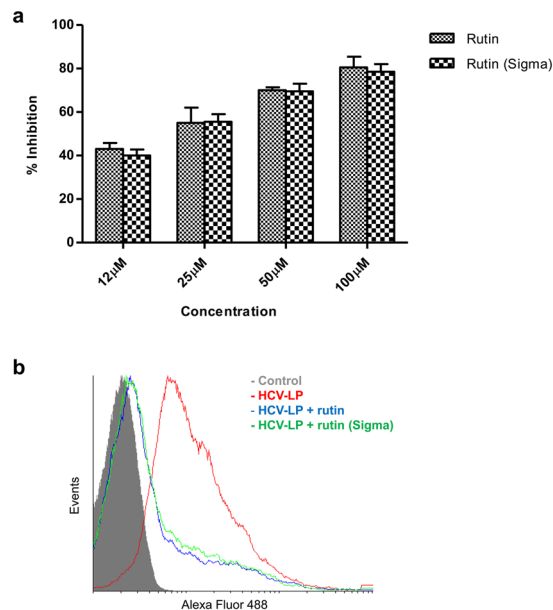 a
Rutin
Rutin (Sigma)
100
80
60
40
20
0
% Inhibition
12µM
25µM
50µM
100µM
Concentration
b
- Control
- HCV-LP
- HCV-LP + rutin
- HCV-LP + rutin (Sigma)
Events
Alexa Fluor 488